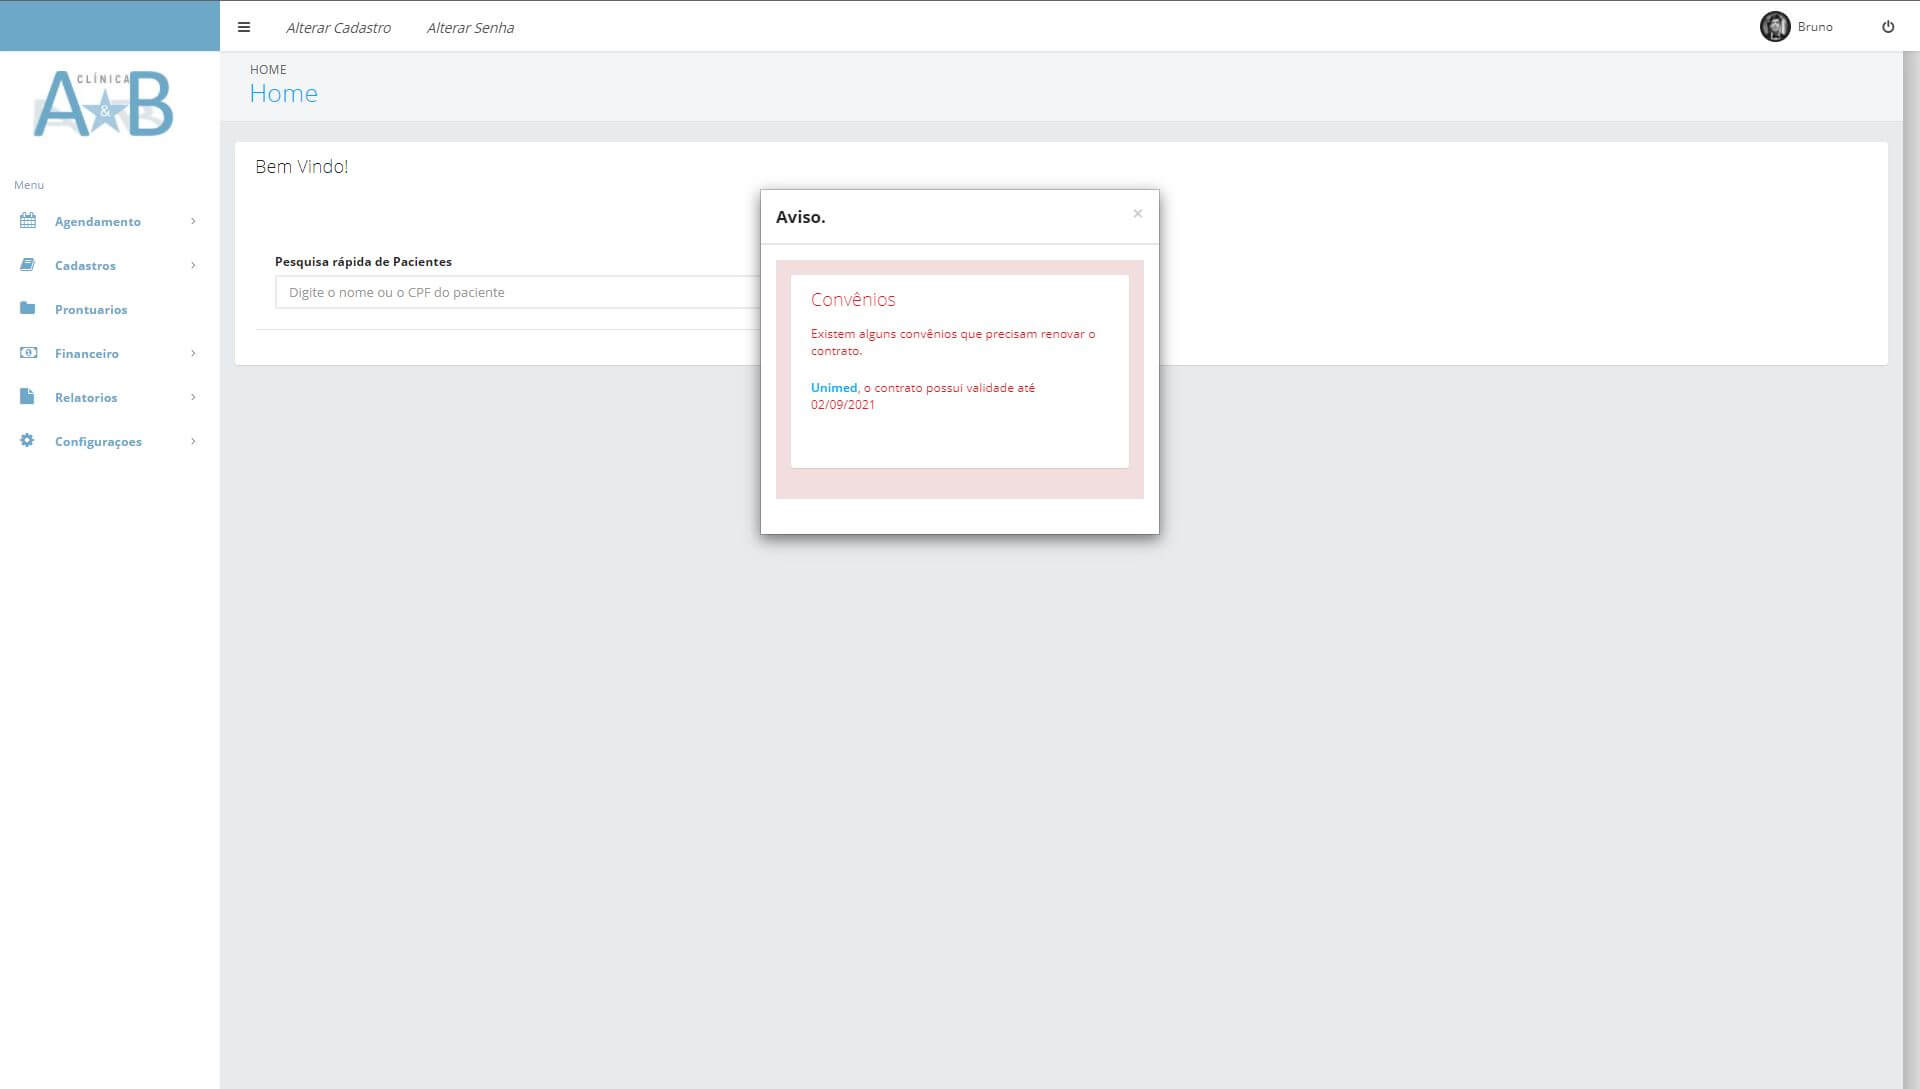 Alterar Cadastro
Alterar Senha
Bruno
CLÍNICA
A&B
HOME
Home
Menu
Agendamento
Cadastros
Prontuarios
Financeiro
Relatorios
Configuraçoes
Bem Vindo!
Pesquisa rápida de Pacientes
Digite o nome ou o CPF do paciente
Aviso.
×
Convênios
Existem alguns convênios que precisam renovar o
contrato.
Unimed, o contrato possui validade até
02/09/2021